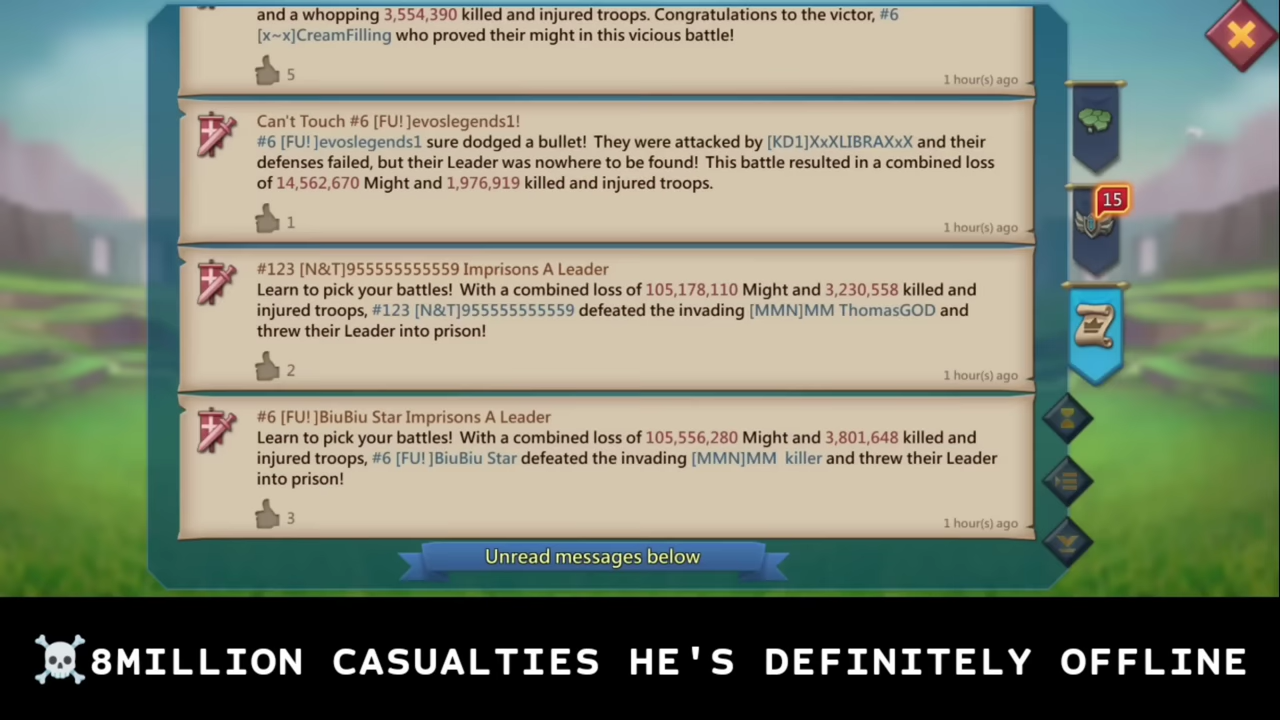 and a whopping 3,554,390 killed and injured troops. Congratulations to the victor, #6
[x~x]CreamFilling who proved their might in this vicious battle!
5
1 hour(s) ago
Can't Touch #6 [FU! ]evoslegends1!
#6 [FU! ]evoslegends1 sure dodged a bullet! They were attacked by [KD1]XxXLIBRAXxX and their
defenses failed, but their Leader was nowhere to be found! This battle resulted in a combined loss
of 14,562,670 Might and 1,976,919 killed and injured troops.
1
1 hour(s) ago
15
#123 [N&T]955555555559 Imprisons A Leader
Learn to pick your battles! With a combined loss of 105,178,110 Might and 3,230,558 killed and
injured troops, #123 [N&T]955555555559 defeated the invading [MMN]MM ThomasGOD and
threw their Leader into prison!
2
1 hour(s) ago
#6 [FU! ]BiuBiu Star Imprisons A Leader
Learn to pick your battles! With a combined loss of 105,556,280 Might and 3,801,648 killed and
injured troops, #6 [FU! ]BiuBiu Star defeated the invading [MMN]MM  killer and threw their Leader
into prison!
3
1 hour(s) ago
Unread messages below
☠️8MILLION CASUALTIES HE'S DEFINITELY OFFLINE